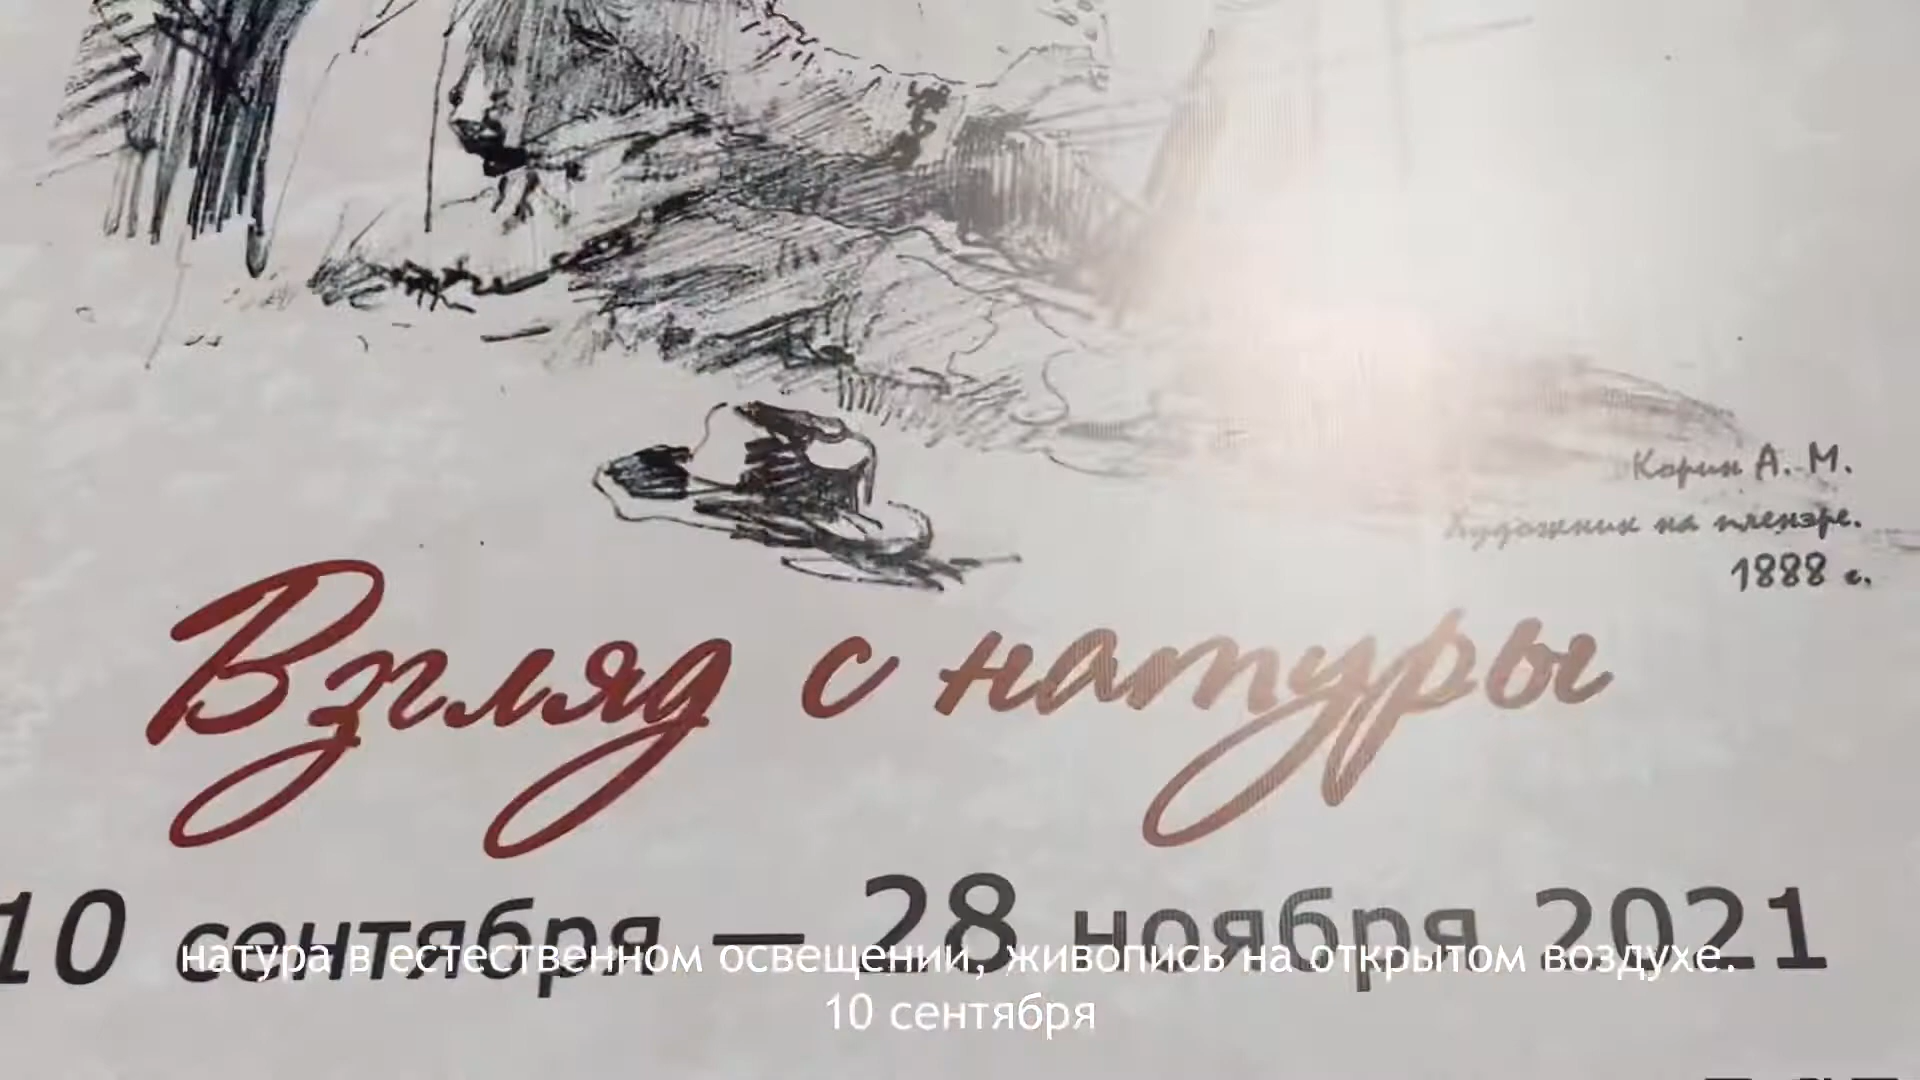 Корин А. М.
Художник на пленэре.
1888 г.
Взгляд с натуры
10 сентября — 28 ноября 2021
натура в естественном освещении, живопись на открытом воздухе.
10 сентября